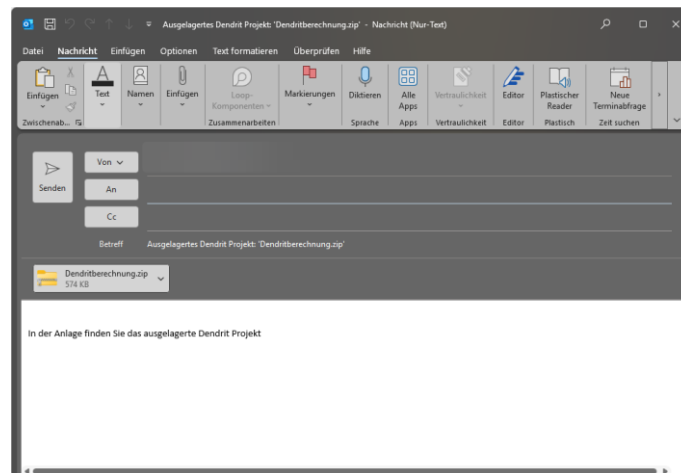 Ausgelagertes Dendrit Projekt: 'Dendritberechnung.zip' - Nachricht (Nur-Text)
Datei Nachricht Einfügen Optionen Text formatieren Überprüfen Hilfe
Einfügen Text Namen Einfügen Loop-Komponenten Markierungen Diktieren Alle Apps Vertraulichkeit Editor Plastischer Reader Neue Terminabfrage
Zwischenab... Zusammenarbeiten Sprache Apps Vertraulichkeit Editor Plastisch Zeit suchen
Senden
Von
An
Cc
Betreff Ausgelagertes Dendrit Projekt: 'Dendritberechnung.zip'
Dendritberechnung.zip
574 KB
In der Anlage finden Sie das ausgelagerte Dendrit Projekt